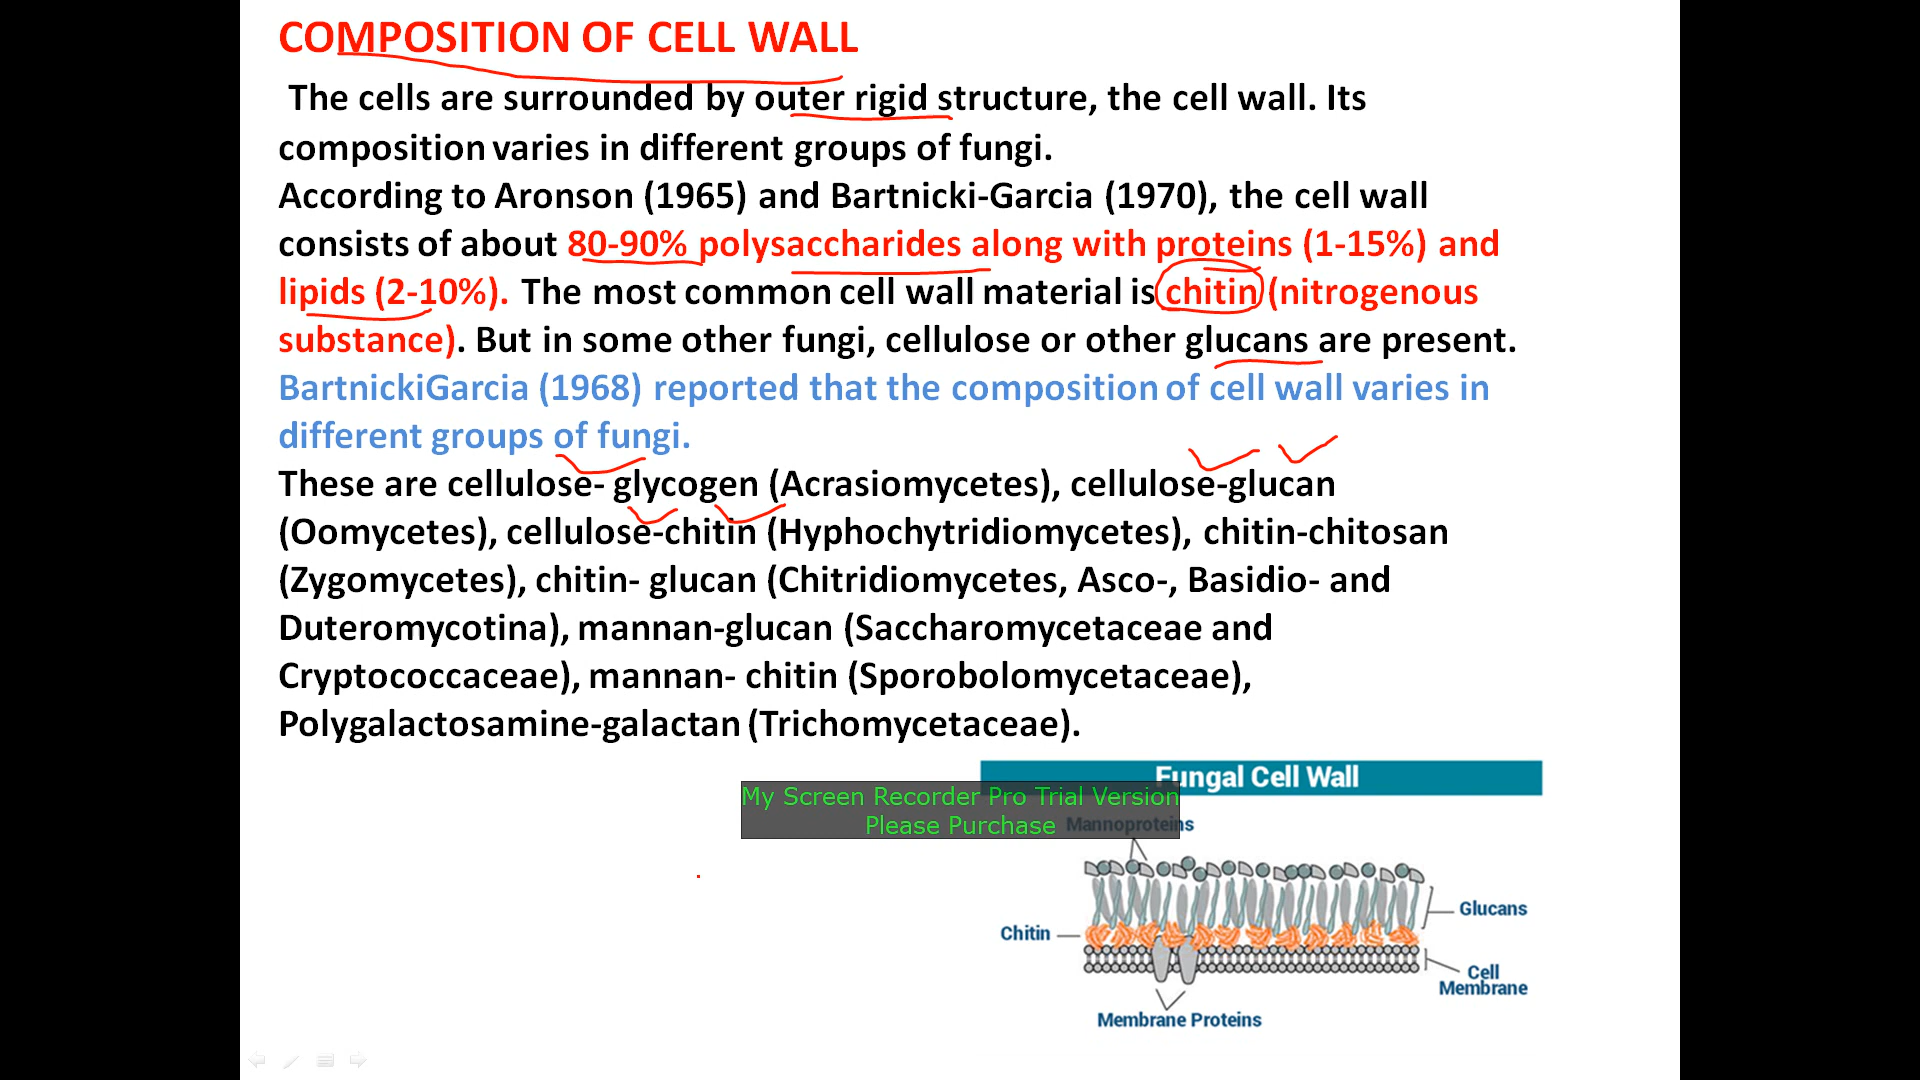 COMPOSITION OF CELL WALL
The cells are surrounded by outer rigid structure, the cell wall. Its
composition varies in different groups of fungi.
According to Aronson (1965) and Bartnicki-Garcia (1970), the cell wall
consists of about 80-90% polysaccharides along with proteins (1-15%) and
lipids (2-10%). The most common cell wall material is chitin (nitrogenous
substance). But in some other fungi, cellulose or other glucans are present.
BartnickiGarcia (1968) reported that the composition of cell wall varies in
different groups of fungi.
These are cellulose- glycogen (Acrasiomycetes), cellulose-glucan
(Oomycetes), cellulose-chitin (Hyphochytridiomycetes), chitin-chitosan
(Zygomycetes), chitin- glucan (Chitridiomycetes, Asco-, Basidio- and
Duteromycotina), mannan-glucan (Saccharomycetaceae and
Cryptococcaceae), mannan- chitin (Sporobolomycetaceae),
Polygalactosamine-galactan (Trichomycetaceae).
Fungal Cell Wall
My Screen Recorder Pro Trial Version
Please Purchase
Mannoproteins
Glucans
Chitin
Cell
Membrane
Membrane Proteins